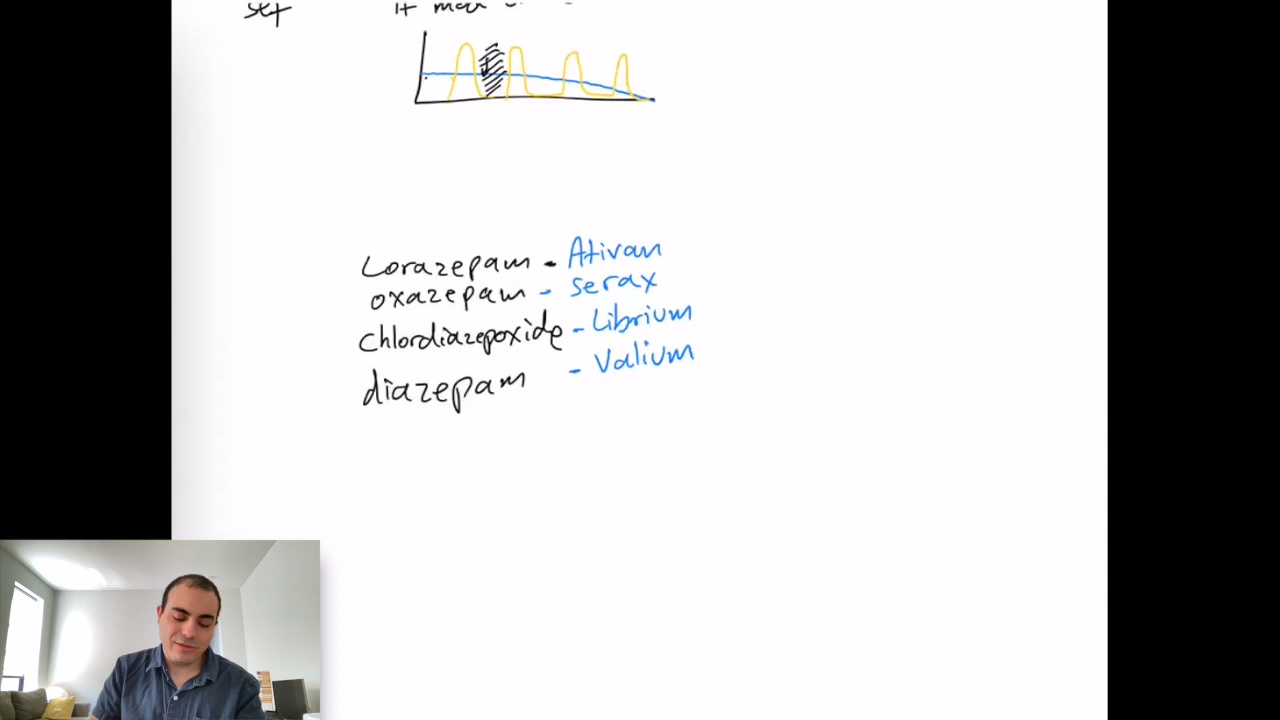 Lorazepam - Ativan
oxazepam - serax
chlordiazepoxide - Librium
diazepam - Valium